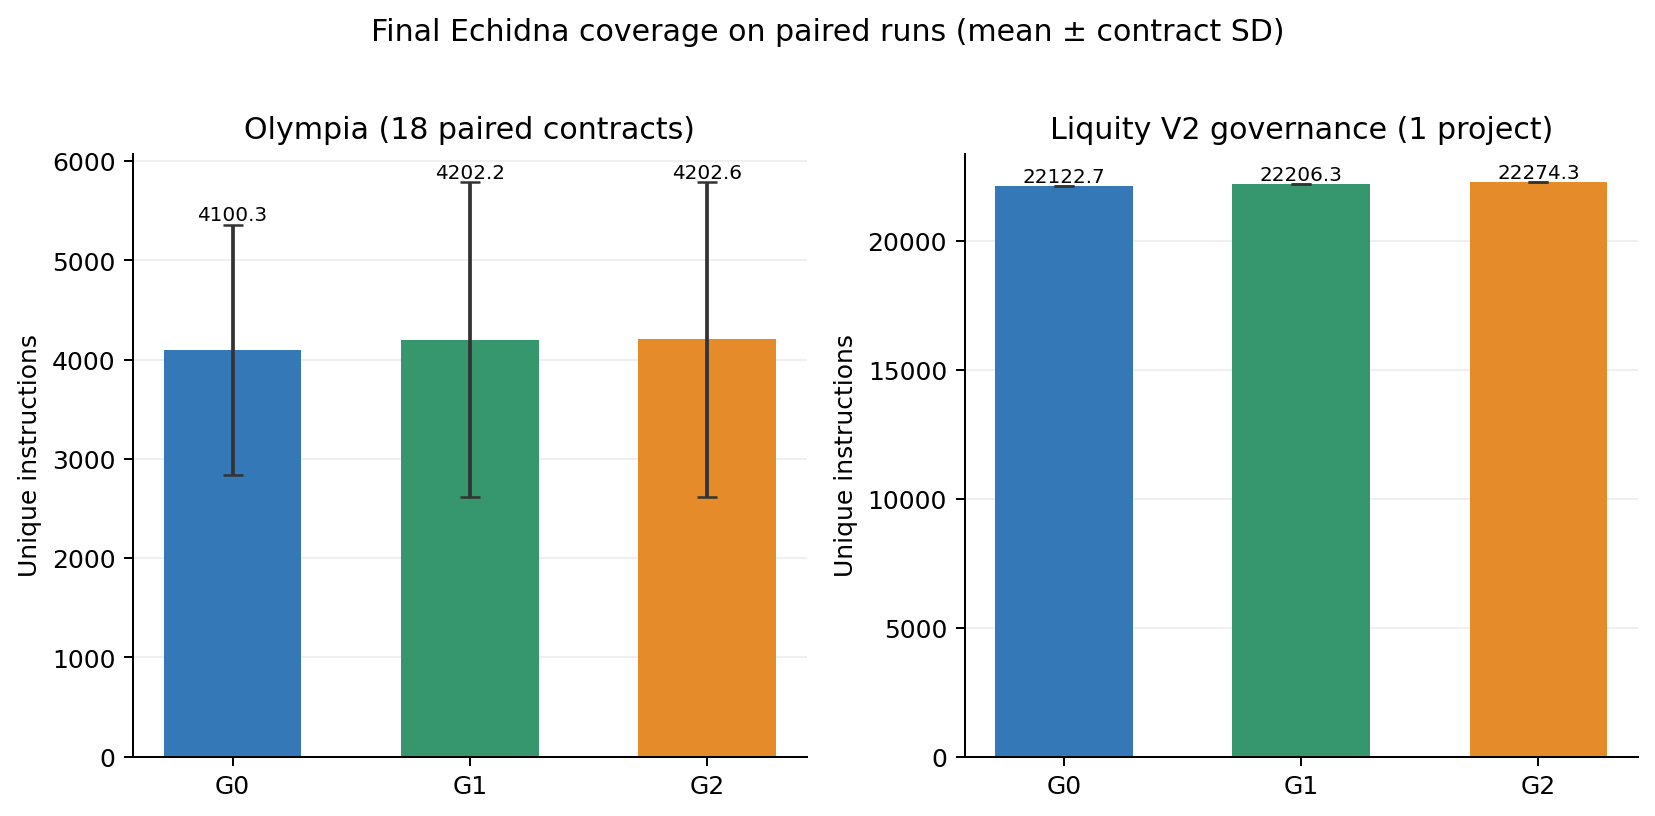 Final Echidna coverage on paired runs (mean ± contract SD)
Olympia (18 paired contracts)
Unique instructions
6000
5000
4000
3000
2000
1000
0
4100.3
4202.2
4202.6
G0
G1
G2
Liquity V2 governance (1 project)
Unique instructions
20000
15000
10000
5000
0
22122.7
22206.3
22274.3
G0
G1
G2